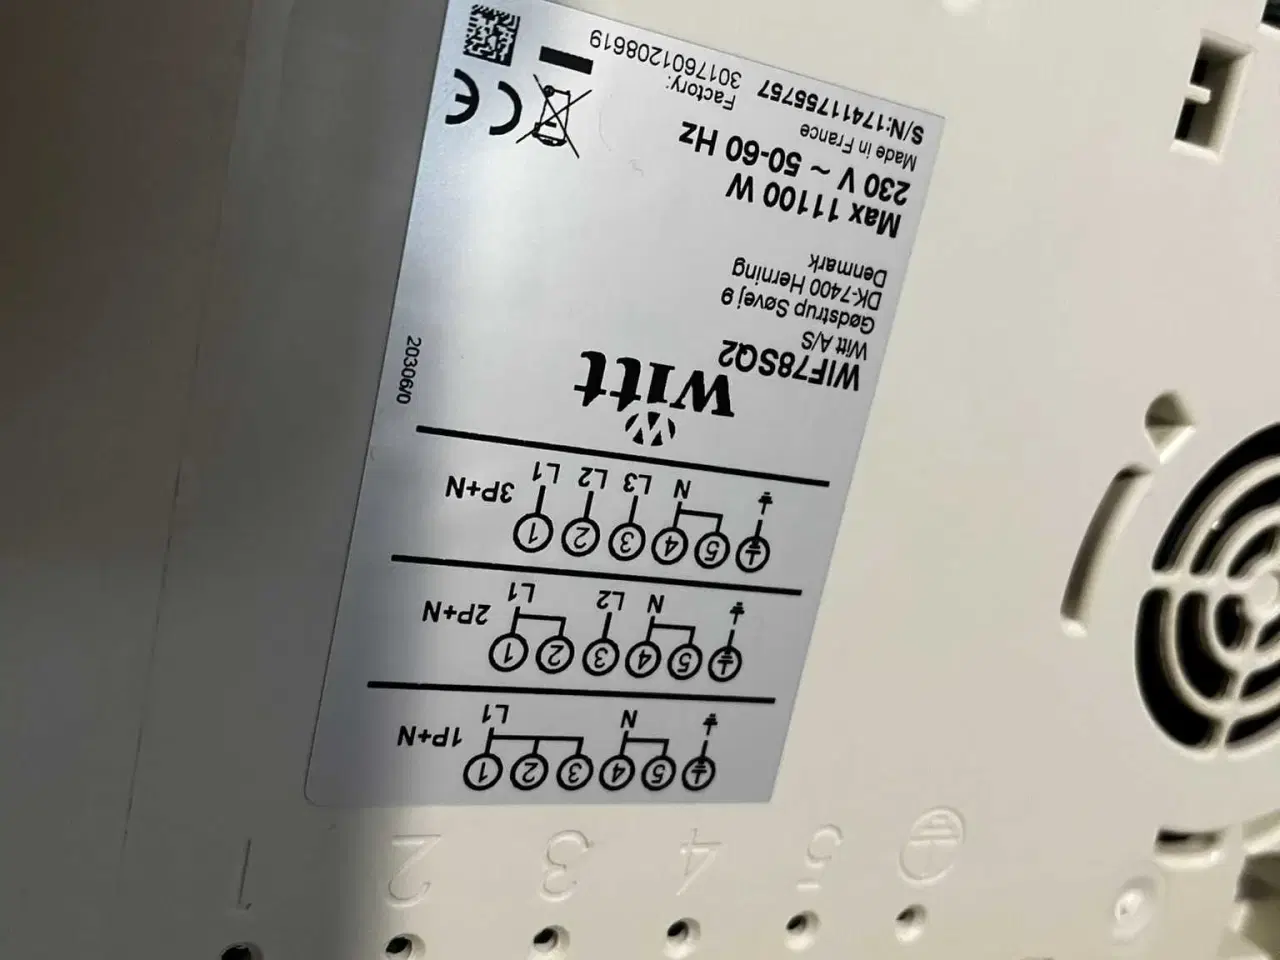 5 4 3 2 1
5 4 3 2 1
N L1 1P+N
5 4 3 2 1
N L2 L1 2P+N
5 4 3 2 1
N L3 L2 L1 3P+N
witt
20306/0
WIF78SQ2
Witt A/S
Gødstrup Søvej 9
DK-7400 Herning
Denmark
Max 11100 W
230 V ~ 50-60 Hz
Made in France
S/N:17411755757
Factory:
3017601208619
CE